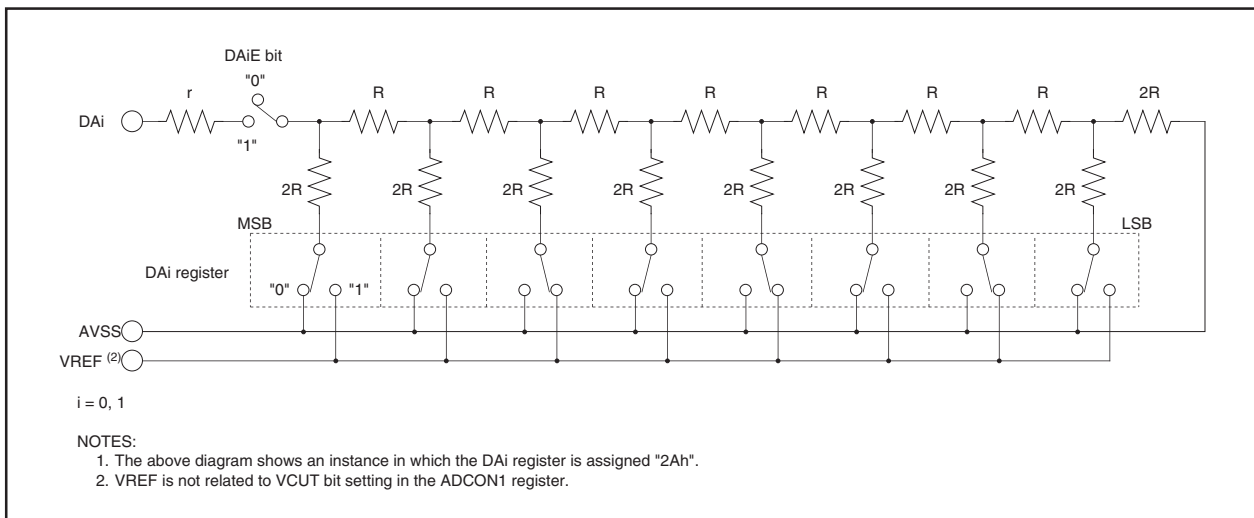 DAiE bit
"0"
r
R R R R R R R 2R
DAi
"1"
2R 2R 2R 2R 2R 2R 2R 2R
MSB LSB
DAi register
"0" "1"
AVSS
VREF (2)
i = 0, 1
NOTES:
1. The above diagram shows an instance in which the DAi register is assigned "2Ah".
2. VREF is not related to VCUT bit setting in the ADCON1 register.